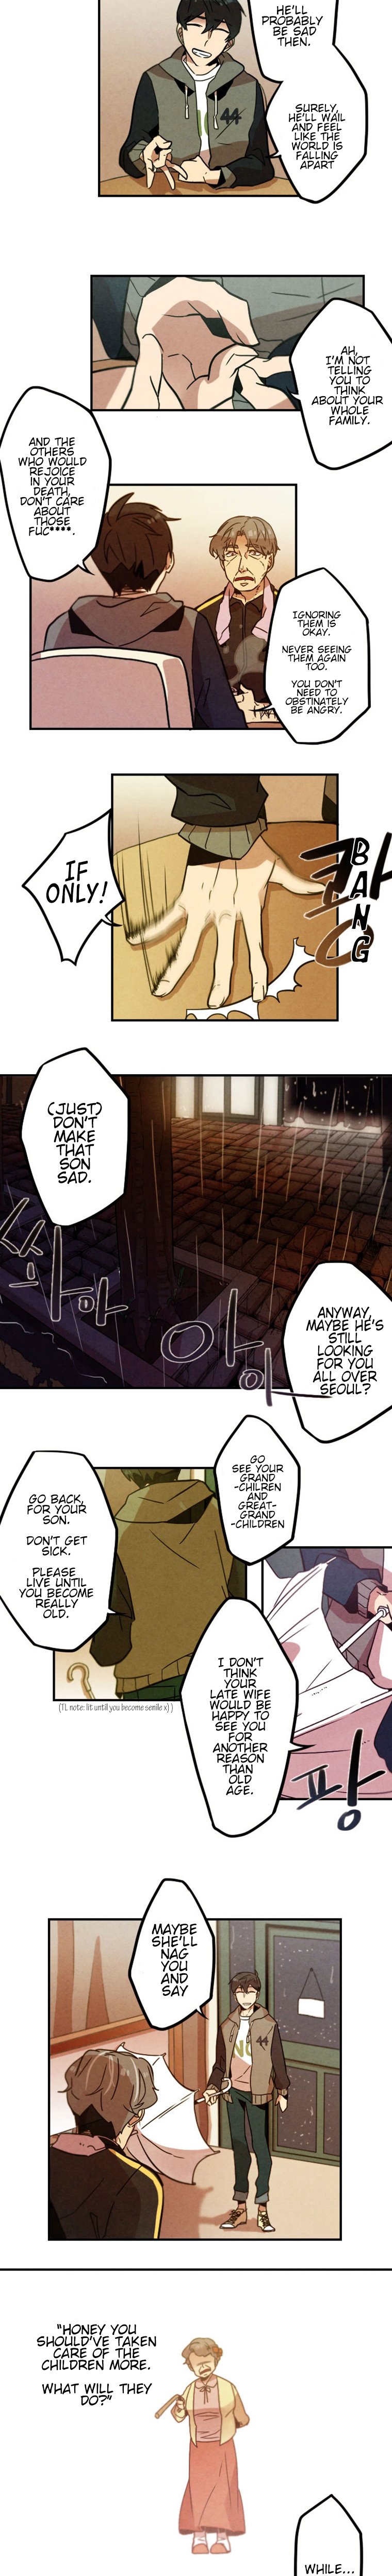 HE'LL
PROBABLY
BE SAD
THEN.
SURELY,
HE'LL WAIL
AND FEEL
LIKE THE
WORLD IS
FALLING
APART
44
AH,
I'M NOT
TELLING
YOU TO
THINK
ABOUT YOUR
WHOLE
FAMILY.
AND THE
OTHERS
WHO WOULD
REJOICE
IN YOUR
DEATH,
DON'T CARE
ABOUT
THOSE
FUC****.
IGNORING
THEM IS
OKAY.
NEVER SEEING
THEM AGAIN
TOO.
YOU DON'T
NEED TO
OBSTINATELY
BE ANGRY.
IF
ONLY!
BANG
(JUST)
DON'T
MAKE
THAT
SON
SAD.
쏴아
아
아
ANYWAY,
MAYBE HE'S
STILL
LOOKING
FOR YOU
ALL OVER
SEOUL?
GO
SEE YOUR
GRAND
-CHILREN
AND
GREAT-
GRAND
-CHILDREN
GO BACK,
FOR YOUR
SON.
DON'T GET
SICK.
PLEASE
LIVE UNTIL
YOU BECOME
REALLY
OLD.
(TL note: lit until you become senile x) )
I DON'T
THINK
YOUR
LATE WIFE
WOULD BE
HAPPY TO
SEE YOU
FOR
ANOTHER
REASON
THAN
OLD
AGE.
팡
MAYBE
SHE'LL
NAG
YOU
AND
SAY
44
"HONEY YOU
SHOULD'VE TAKEN
CARE OF THE
CHILDREN MORE.
WHAT WILL THEY
DO?"
WHILE...